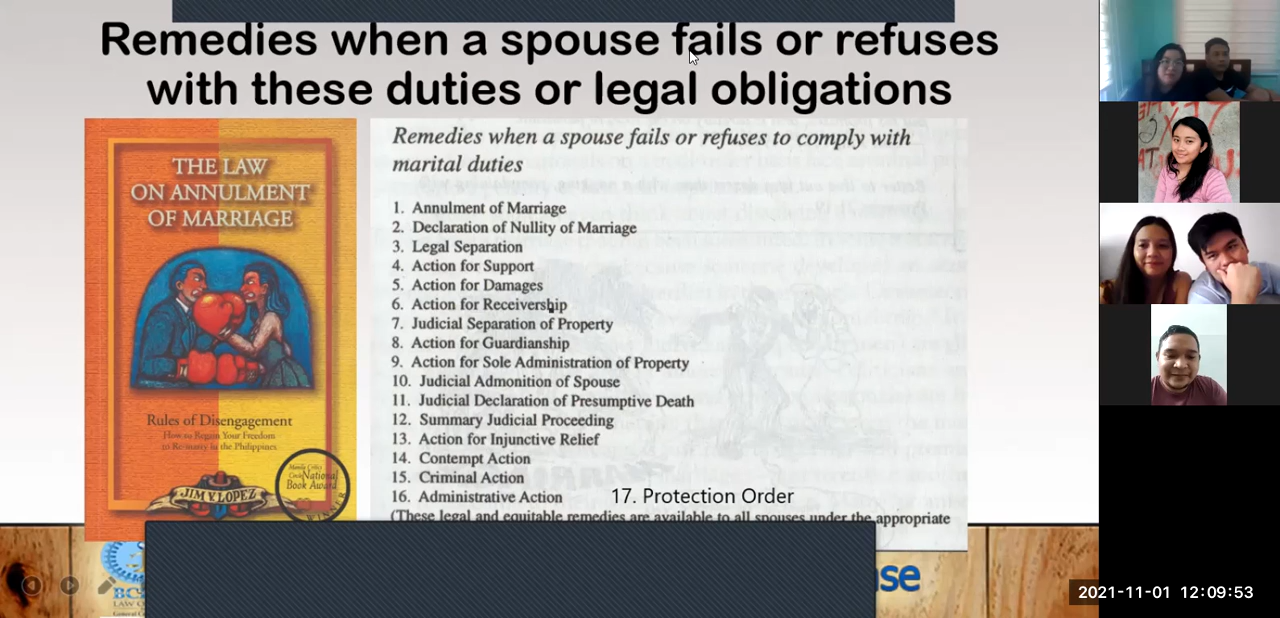 Remedies when a spouse fails or refuses
with these duties or legal obligations
THE LAW
ON ANNULMENT
OF MARRIAGE
Rules of Disengagement
How to Regain Your Freedom
to Re-marry in the Philippines
Manila Critics
Circle National
Book Award
WINNER
JIM V. LOPEZ
Remedies when a spouse fails or refuses to comply with
marital duties
1. Annulment of Marriage
2. Declaration of Nullity of Marriage
3. Legal Separation
4. Action for Support
5. Action for Damages
6. Action for Receivership
7. Judicial Separation of Property
8. Action for Guardianship
9. Action for Sole Administration of Property
10. Judicial Admonition of Spouse
11. Judicial Declaration of Presumptive Death
12. Summary Judicial Proceeding
13. Action for Injunctive Relief
14. Contempt Action
15. Criminal Action
16. Administrative Action
17. Protection Order
(These legal and equitable remedies are available to all spouses under the appropriate
2021-11-01 12:09:53